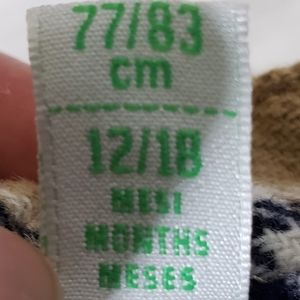 77/83
cm
12/18
MESI
MONTHS
MESES